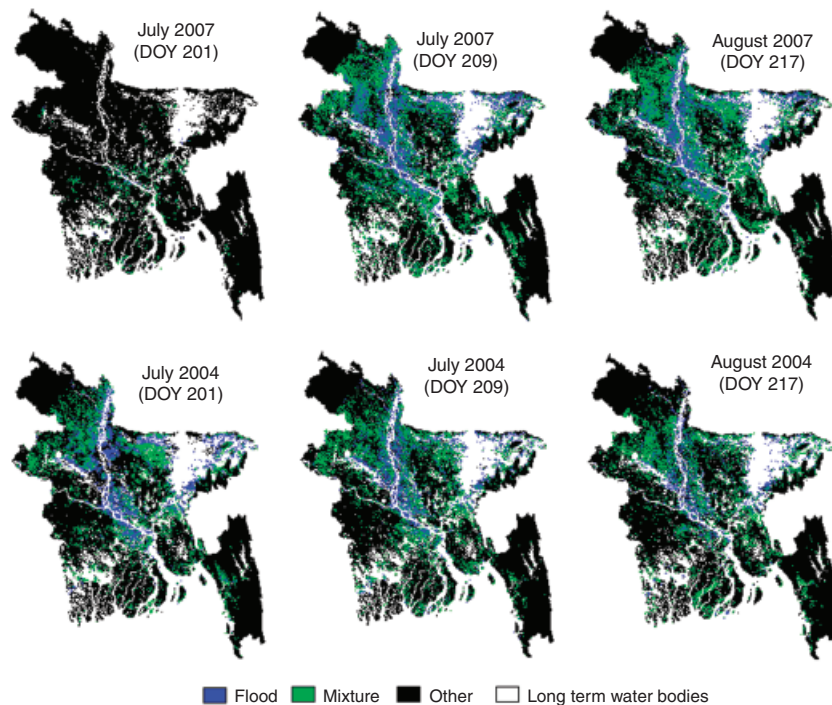 July 2007
(DOY 201)
July 2007
(DOY 209)
August 2007
(DOY 217)
July 2004
(DOY 201)
July 2004
(DOY 209)
August 2004
(DOY 217)
Flood Mixture Other Long term water bodies